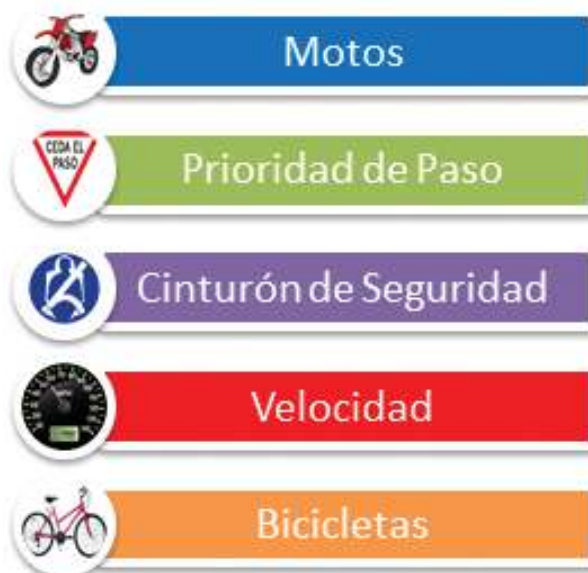 Motos
CEDA EL
PASO
Prioridad de Paso
Cinturón de Seguridad
Velocidad
Bicicletas